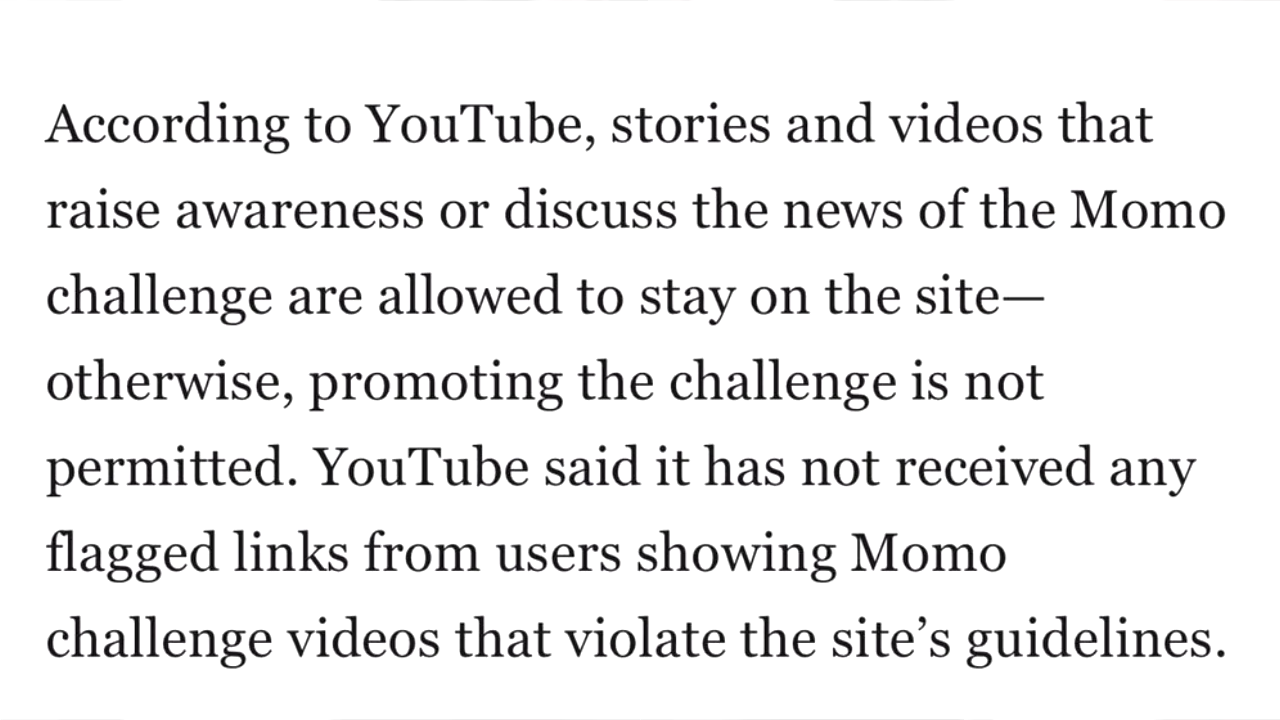 According to YouTube, stories and videos that
raise awareness or discuss the news of the Momo
challenge are allowed to stay on the site—
otherwise, promoting the challenge is not
permitted. YouTube said it has not received any
flagged links from users showing Momo
challenge videos that violate the site’s guidelines.